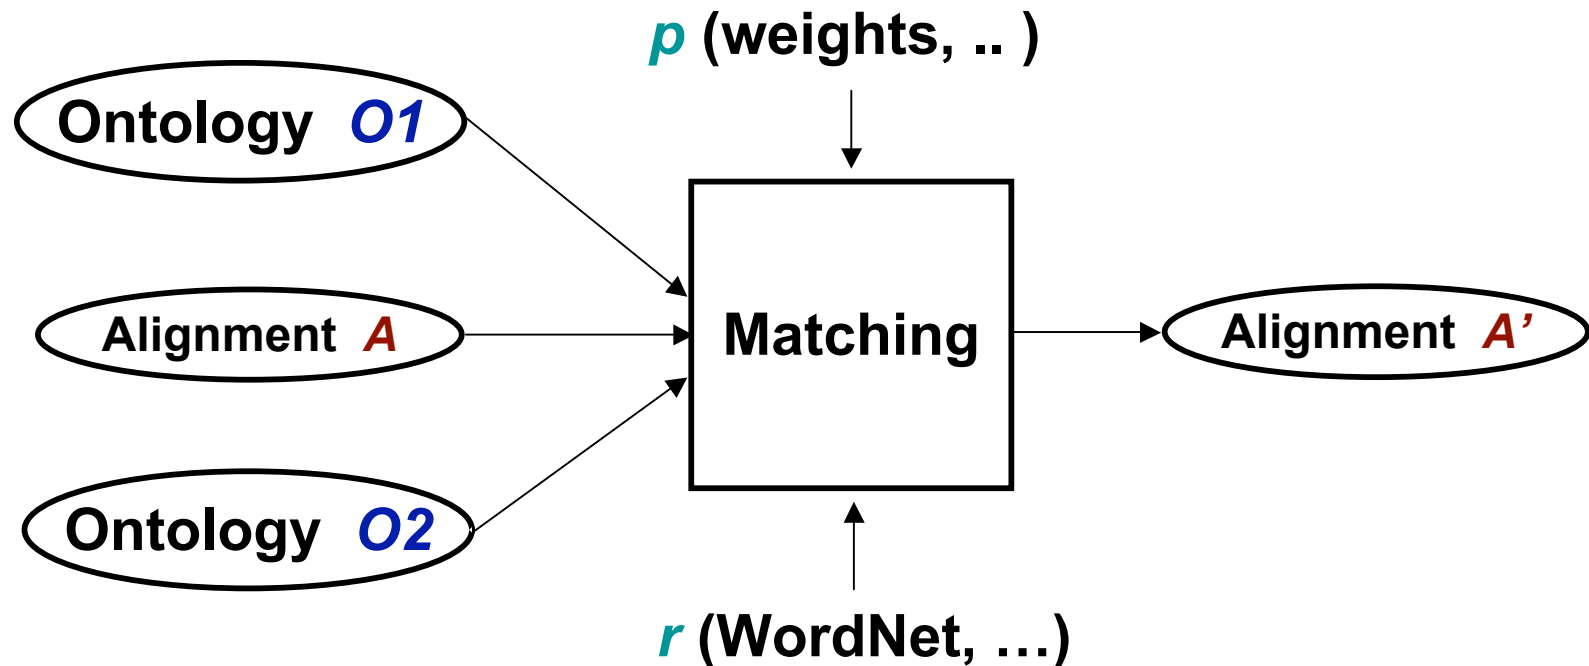 p (weights, .. )
Ontology O1
Alignment A
Matching
Alignment A’
Ontology O2
r (WordNet, …)